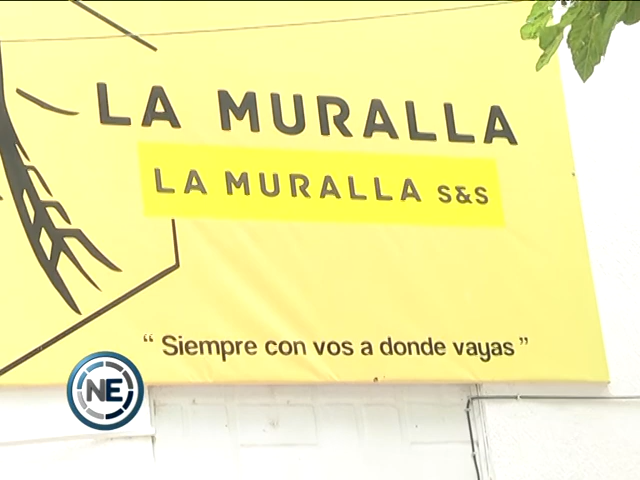 LA MURALLA
LA MURALLA S&S
“ Siempre con vos a donde vayas ”
NE